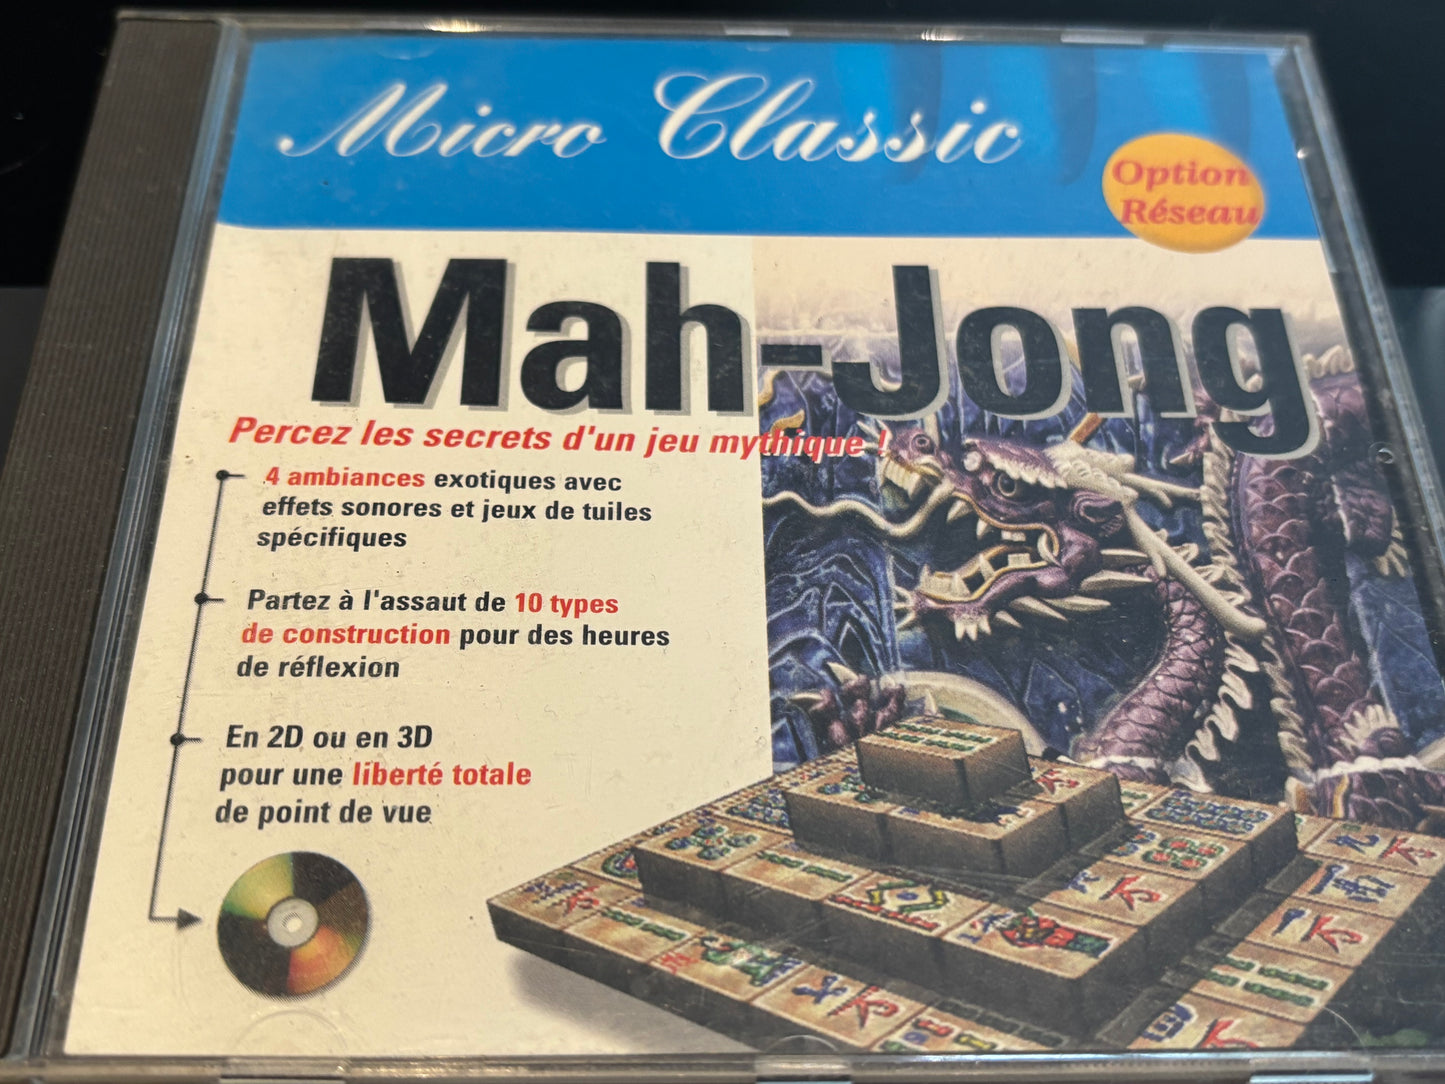 Micro Classic
Option
Réseau
Mah-Jong
Percez les secrets d'un jeu mythique !
4 ambiances exotiques avec
effets sonores et jeux de tuiles
spécifiques
Partez à l'assaut de 10 types
de construction pour des heures
de réflexion
En 2D ou en 3D
pour une liberté totale
de point de vue